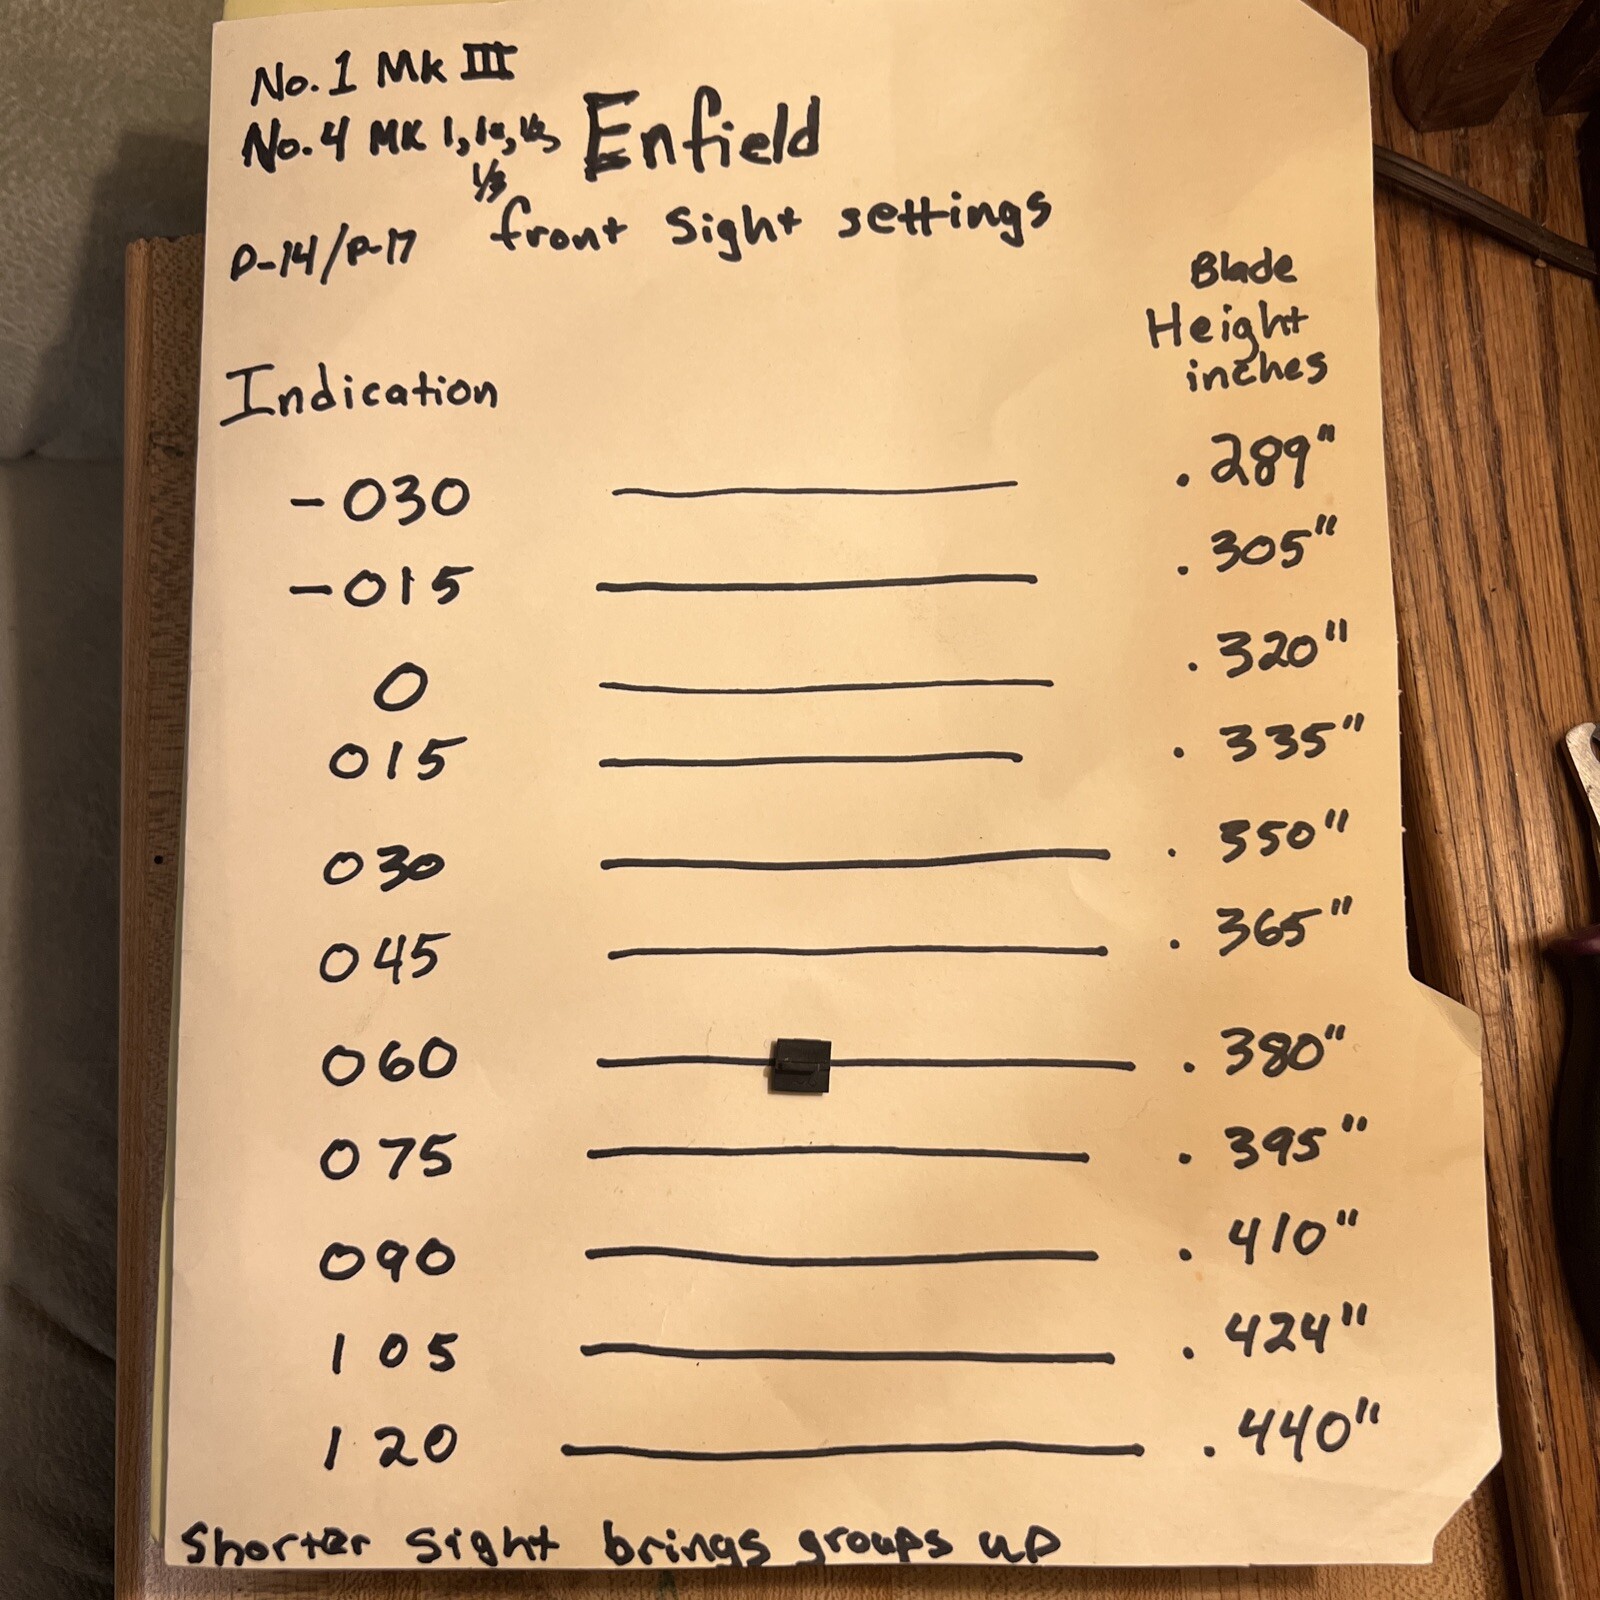 No. 1 Mk III
No. 4 MK 1, 1*, 1/2,
1/3
Enfield
P-14/P-17
front sight settings
Blade
Height
inches
Indication
-030 .289"
-015 .305"
0 .320"
015 .335"
030 .350"
045 .365"
060 .380"
075 .395"
090 .410"
105 .424"
120 .440"
Shorter sight brings groups up